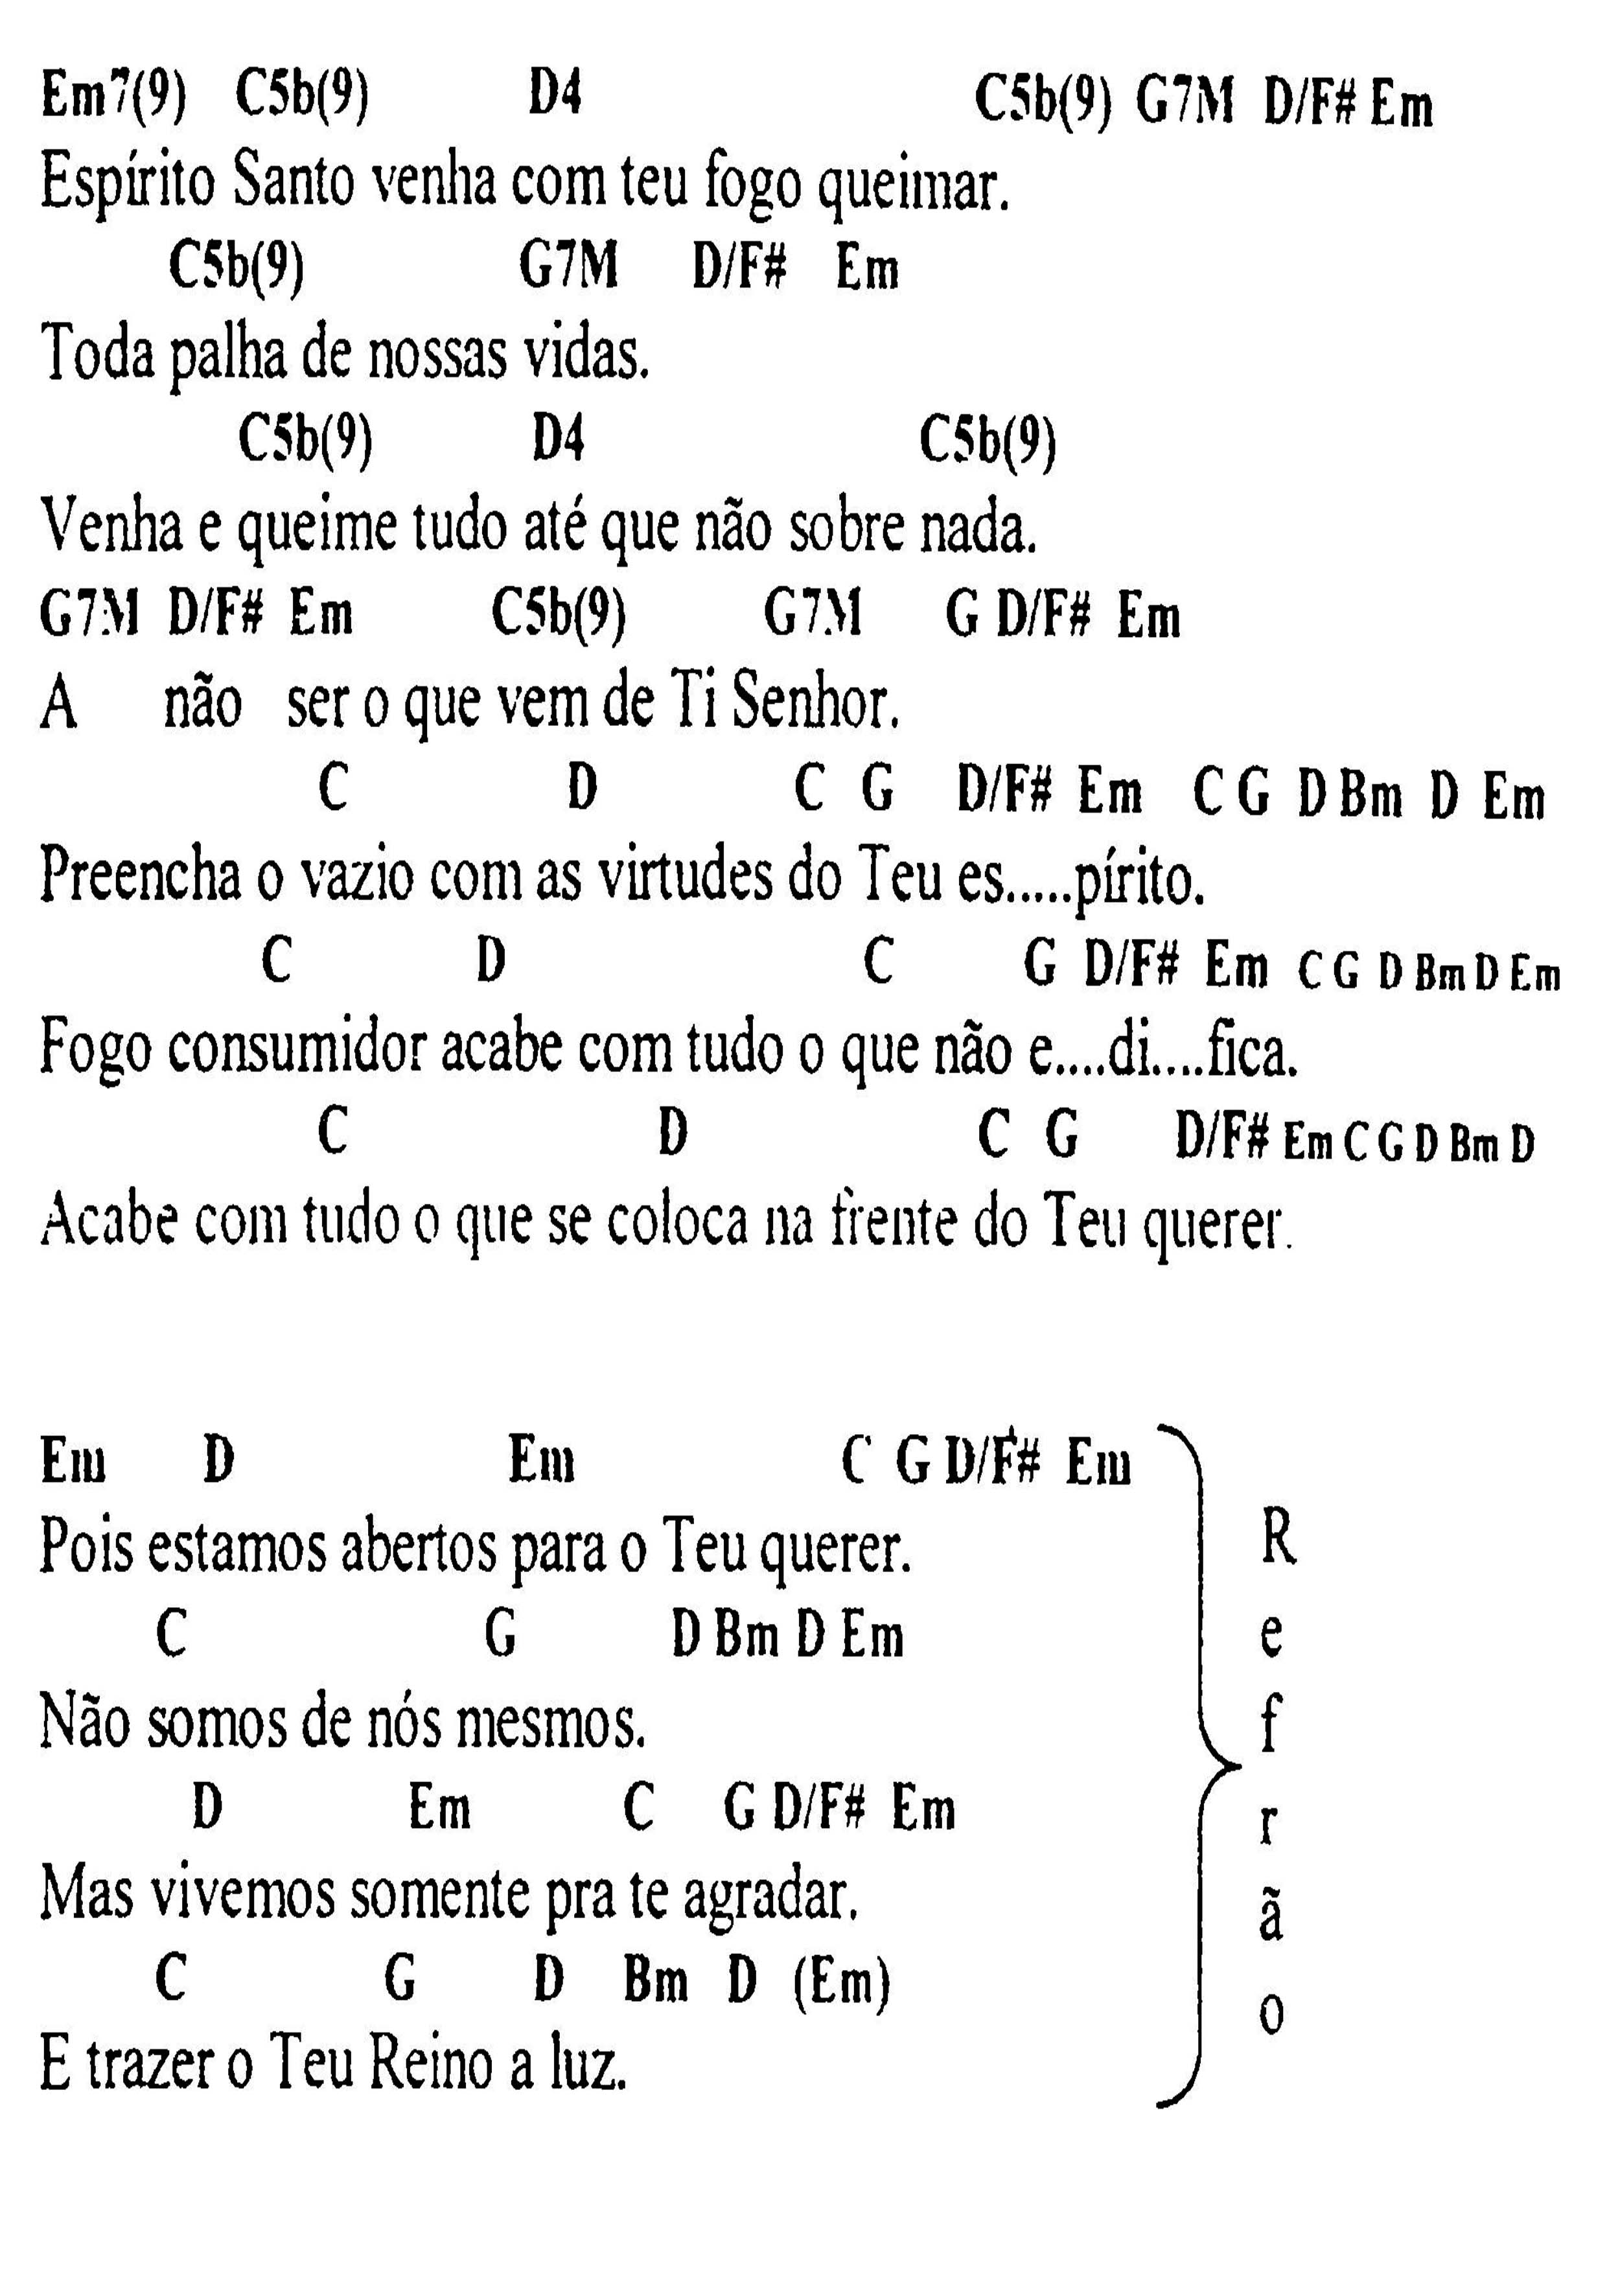 Em7(9) C5b(9) D4 C5b(9) G7M D/F# Em
Espírito Santo venha com teu fogo queimar.
C5b(9) G7M D/F# Em
Toda palha de nossas vidas.
C5b(9) D4 C5b(9)
Venha e queime tudo até que não sobre nada.
G7M D/F# Em C5b(9) G7M G D/F# Em
A não ser o que vem de Ti Senhor.
C D C G D/F# Em C G D Bm D Em
Preencha o vazio com as virtudes do Teu es.....pírito.
C D C G D/F# Em C G D Bm D Em
Fogo consumidor acabe com tudo o que não e....di....fica.
C D C G D/F# Em C G D Bm D
Acabe com tudo o que se coloca na frente do Teu querer.
Em D Em C G D/F# Em
Pois estamos abertos para o Teu querer.
C G D Bm D Em
Não somos de nós mesmos.
D Em C G D/F# Em
Mas vivemos somente pra te agradar.
C G D Bm D (Em)
E trazer o Teu Reino a luz.
Refrão